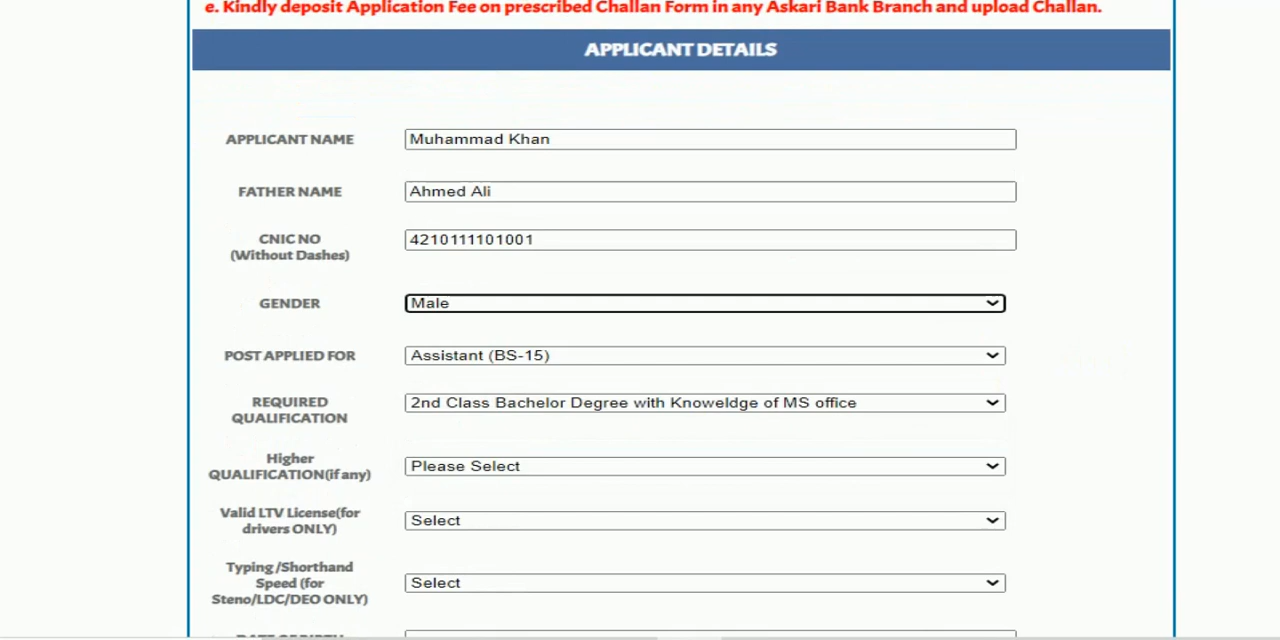 e. Kindly deposit Application Fee on prescribed Challan Form in any Askari Bank Branch and upload Challan.
APPLICANT DETAILS
APPLICANT NAME
Muhammad Khan
FATHER NAME
Ahmed Ali
CNIC NO
(Without Dashes)
4210111101001
GENDER
Male
POST APPLIED FOR
Assistant (BS-15)
REQUIRED
QUALIFICATION
2nd Class Bachelor Degree with Knoweldge of MS office
Higher
QUALIFICATION(if any)
Please Select
Valid LTV License(for
drivers ONLY)
Select
Typing /Shorthand
Speed (for
Steno/LDC/DEO ONLY)
Select
DATE OF BIRTH